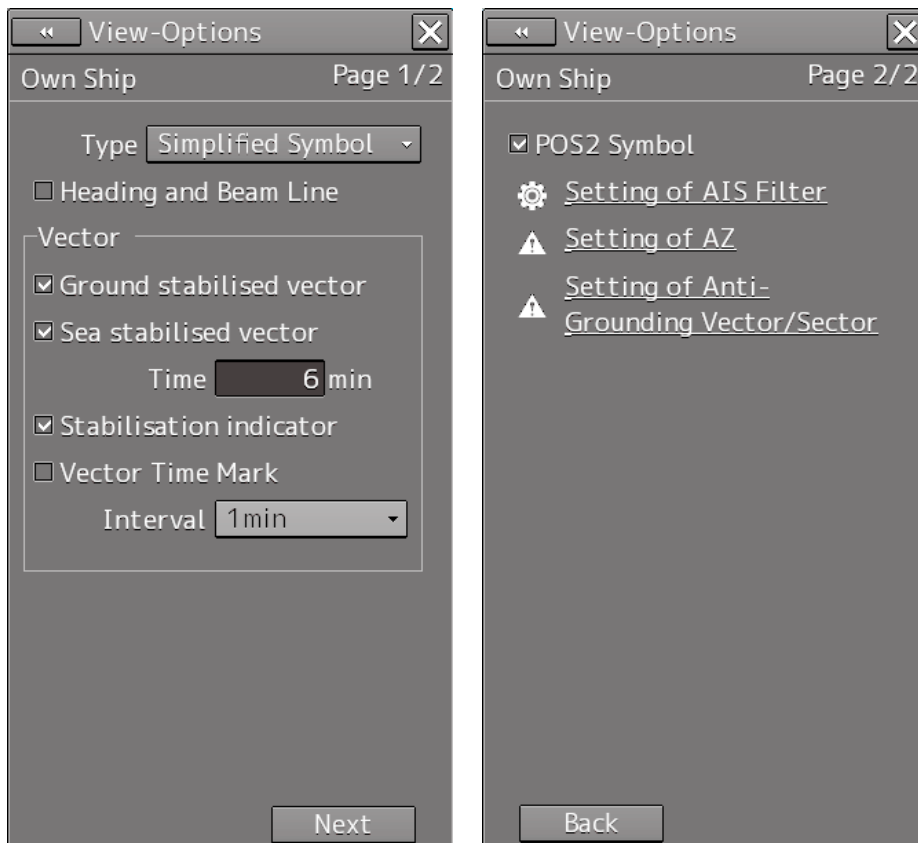 View-Options
Own Ship Page 1/2
Type Simplified Symbol
Heading and Beam Line
Vector
Ground stabilised vector
Sea stabilised vector
Time 6 min
Stabilisation indicator
Vector Time Mark
Interval 1min
Next
View-Options
Own Ship Page 2/2
POS2 Symbol
Setting of AIS Filter
Setting of AZ
Setting of Anti-
Grounding Vector/Sector
Back